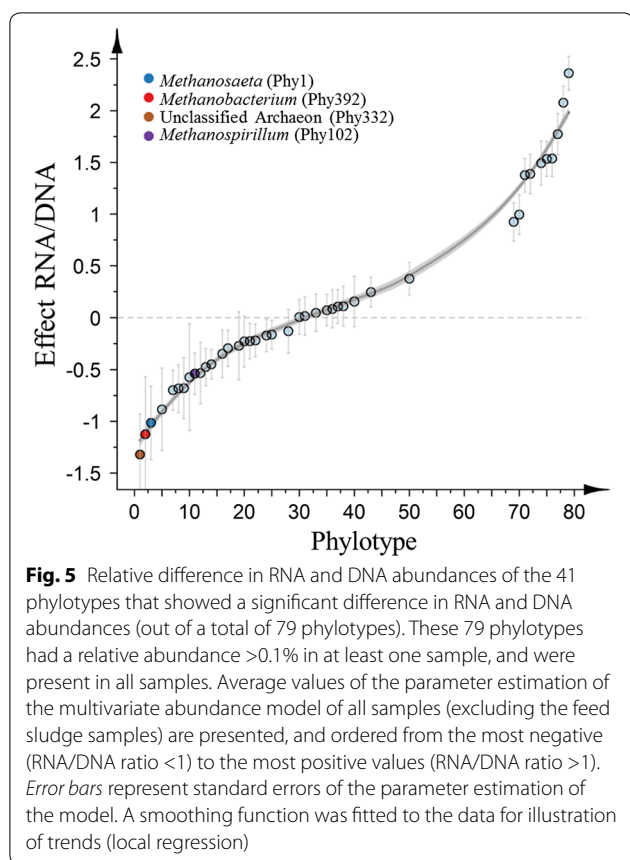 2.5
2
1.5
1
0.5
0
-0.5
-1
-1.5
Effect RNA/DNA
Methanosaeta (Phy1)
Methanobacterium (Phy392)
Unclassified Archaeon (Phy332)
Methanospirillum (Phy102)
0 10 20 30 40 50 60 70 80
Phylotype
Fig. 5 Relative difference in RNA and DNA abundances of the 41
phylotypes that showed a significant difference in RNA and DNA
abundances (out of a total of 79 phylotypes). These 79 phylotypes
had a relative abundance >0.1% in at least one sample, and were
present in all samples. Average values of the parameter estimation of
the multivariate abundance model of all samples (excluding the feed
sludge samples) are presented, and ordered from the most negative
(RNA/DNA ratio <1) to the most positive values (RNA/DNA ratio >1).
Error bars represent standard errors of the parameter estimation of
the model. A smoothing function was fitted to the data for illustration
of trends (local regression)